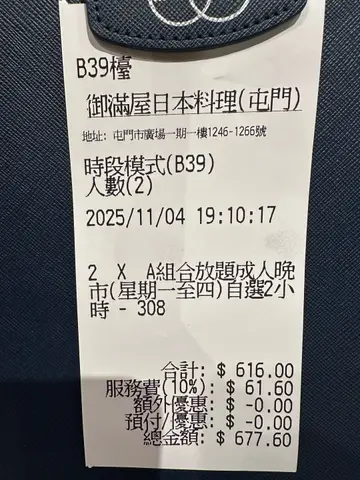 B39檯
御滿屋日本料理(屯門)
地址: 屯門市廣場一期一樓1246-1266號
時段模式(B39)
人數(2)
2025/11/04 19:10:17
2 X A組合放題成人晚
市(星期一至四)自選2小
時 - 308
合計: $ 616.00
服務費(10%): $ 61.60
額外優惠: $ -0.00
預付/優惠: $ -0.00
總金額: $ 677.60